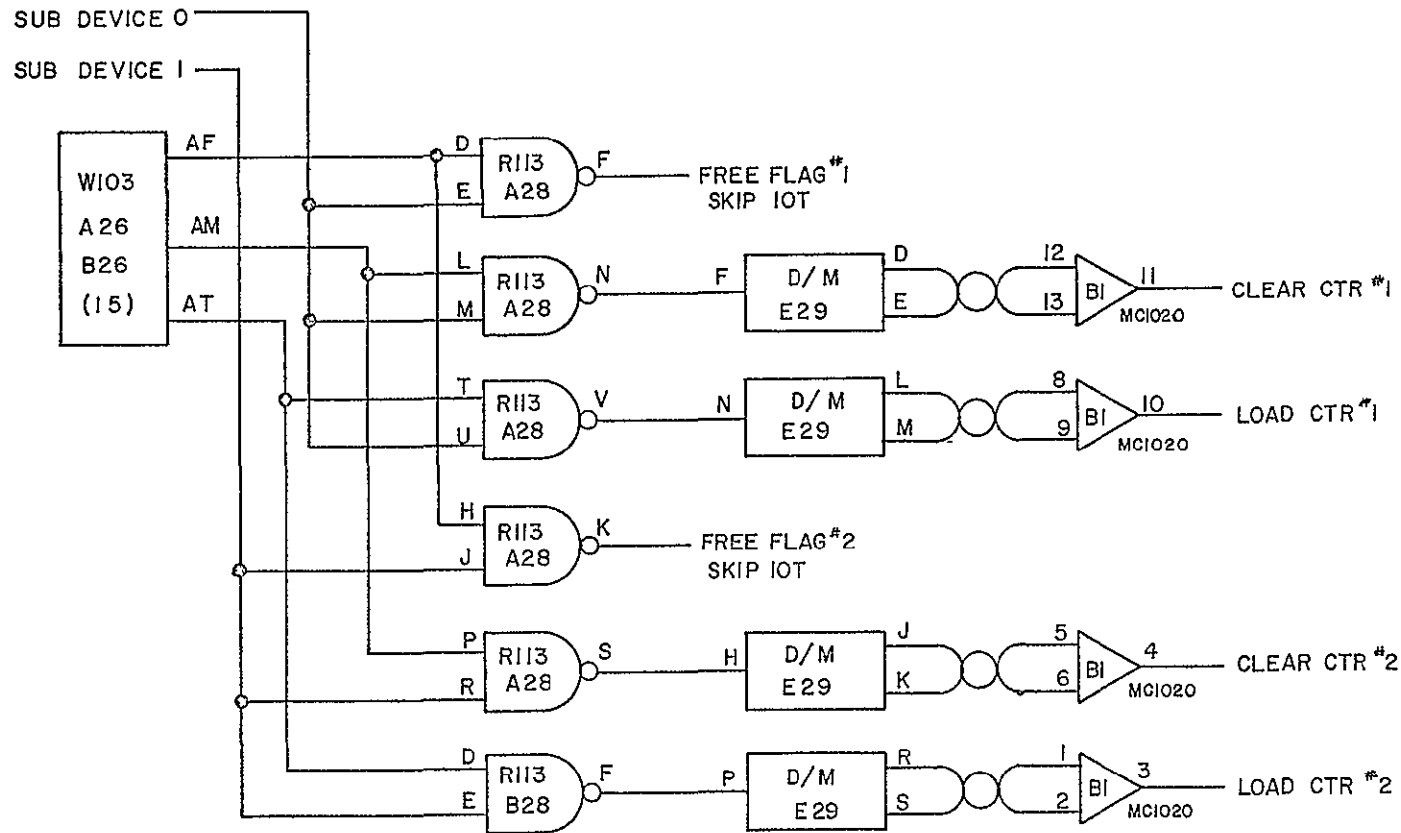 SUB DEVICE 0
SUB DEVICE 1
W103
A26
B26
(15)
AF
AM
AT
D
E
R113
A28
F
FREE FLAG #1
SKIP IOT
L
M
R113
A28
N
F
D/M
E29
D
E
12
13
B1
11
MC1020
CLEAR CTR #1
T
U
R113
A28
V
N
D/M
E29
L
M
8
9
B1
10
MC1020
LOAD CTR #1
H
J
R113
A28
K
FREE FLAG #2
SKIP IOT
P
R
R113
A28
S
H
D/M
E29
J
K
5
6
B1
4
MC1020
CLEAR CTR #2
D
E
R113
B28
F
P
D/M
E29
R
S
1
2
B1
3
MC1020
LOAD CTR #2